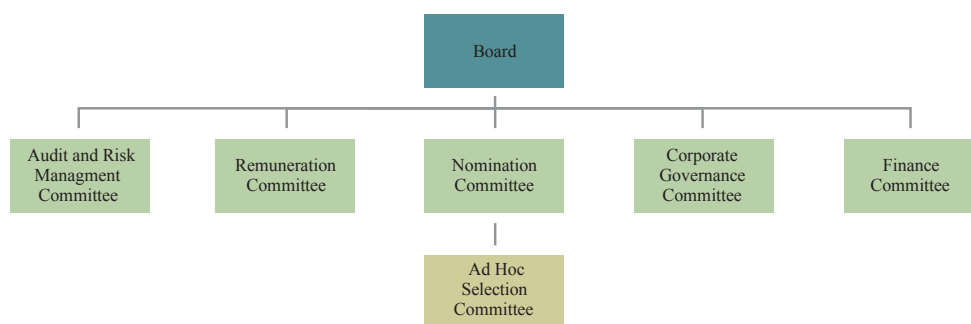 Board
Audit and Risk
Managment
Committee
Remuneration
Committee
Nomination
Committee
Corporate
Governance
Committee
Finance
Committee
Ad Hoc
Selection
Committee